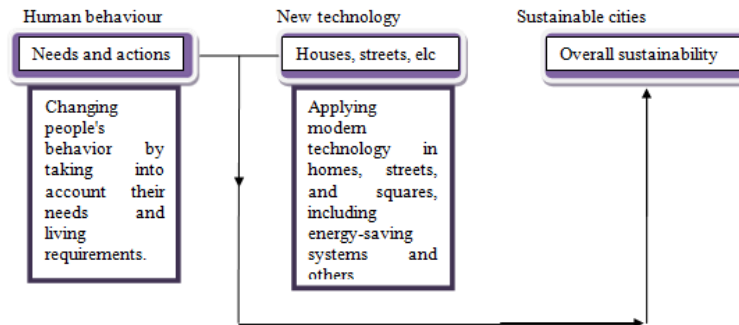 Human behaviour
New technology
Sustainable cities
Needs and actions
Houses, streets, elc
Overall sustainability
Changing
people's
behavior by
taking into
account their
needs and
living
requirements.
Applying
modern
technology in
homes, streets,
and squares,
including
energy-saving
systems and
others